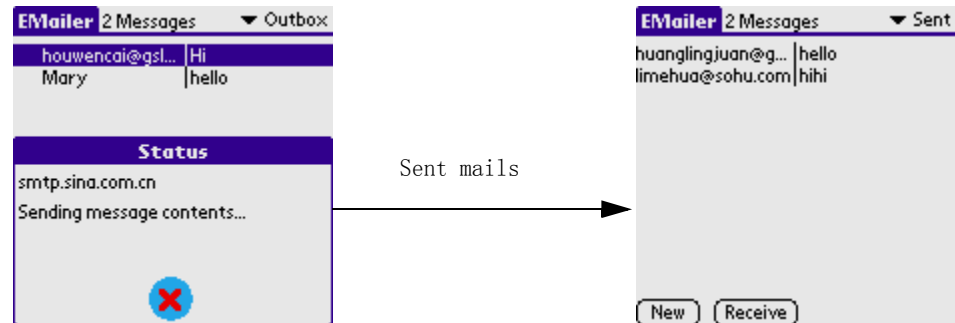 EMailer 2 Messages Outbox
houwencai@gsl... Hi
Mary hello
Status
smtp.sina.com.cn
Sending message contents...
Sent mails
EMailer 2 Messages Sent
huanglingjuan@g... hello
limehua@sohu.com hihi
New Receive